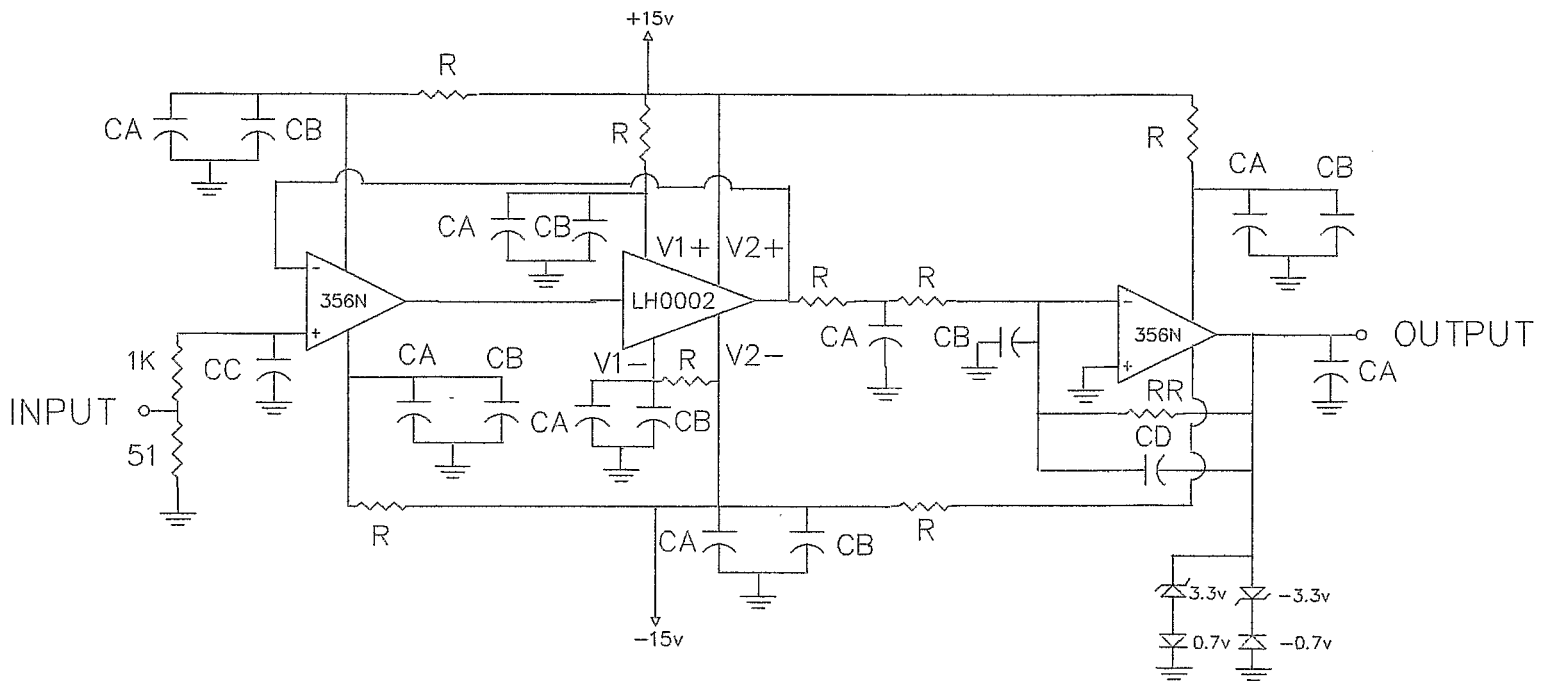 +15v
R
CA
CB
R
R
CA
CB
CA
CB
V1+
V2+
−
356N
+
LH0002
R
R
−
356N
+
CA
CB
OUTPUT
CA
1K
CC
CA
CB
V1−
R
V2−
INPUT
51
CA
CB
RR
CD
R
CA
CB
R
−15v
3.3v
−3.3v
0.7v
−0.7v